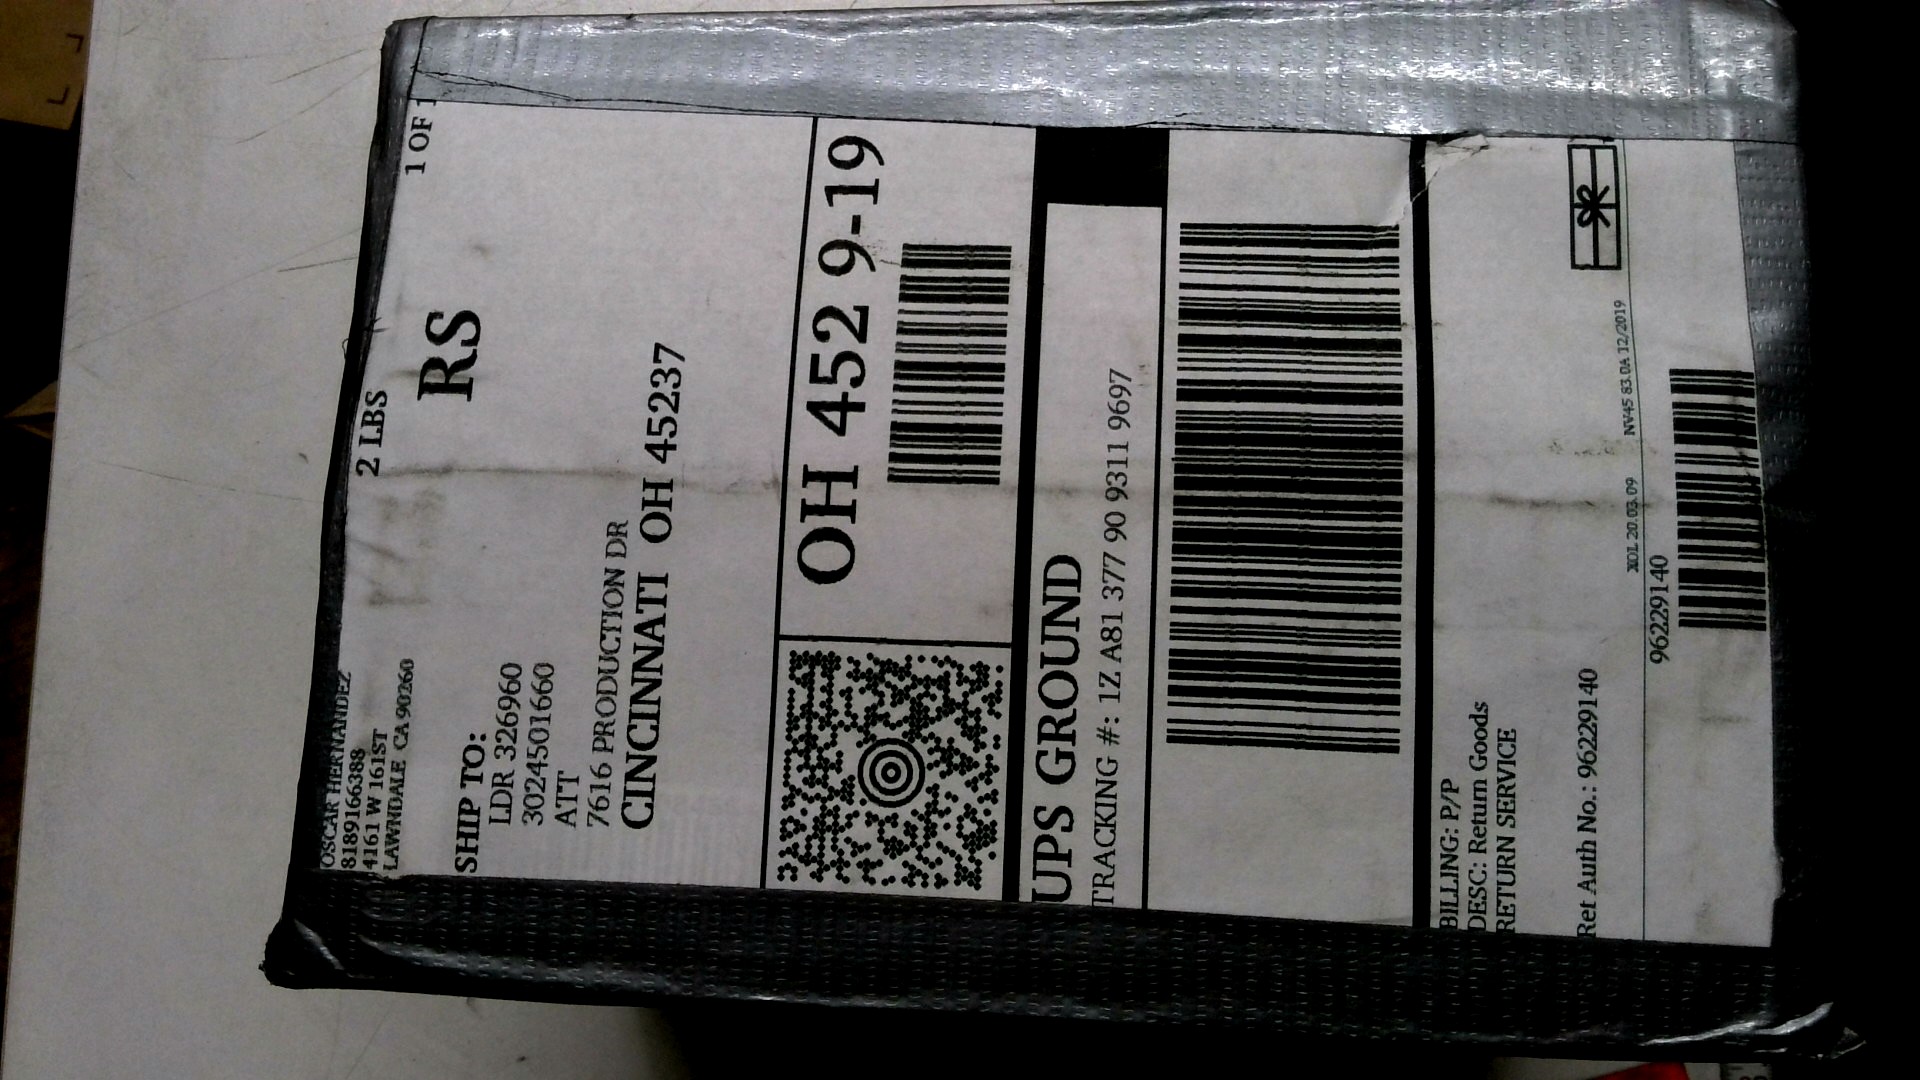 OSCAR HERNANDEZ
8189166388
4161 W 161ST
LAWNDALE CA 90260
2 LBS
1 OF 1
RS
SHIP TO:
LDR 326960
3024501660
ATT
7616 PRODUCTION DR
CINCINNATI OH 45237
OH 452 9-19
UPS GROUND
TRACKING #: 1Z A81 377 90 9311 9697
BILLING: P/P
DESC: Return Goods
RETURN SERVICE
Ret Auth No.: 96229140
XOL 20.03.09 NV45 83.0A 12/2019
96229140